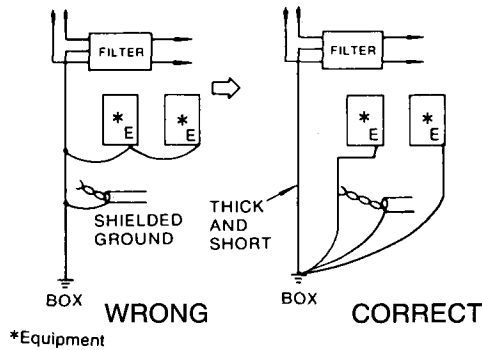 FILTER
FILTER
* E
* E
* E
* E
SHIELDED
GROUND
THICK
AND
SHORT
BOX
BOX
WRONG
CORRECT
*Equipment